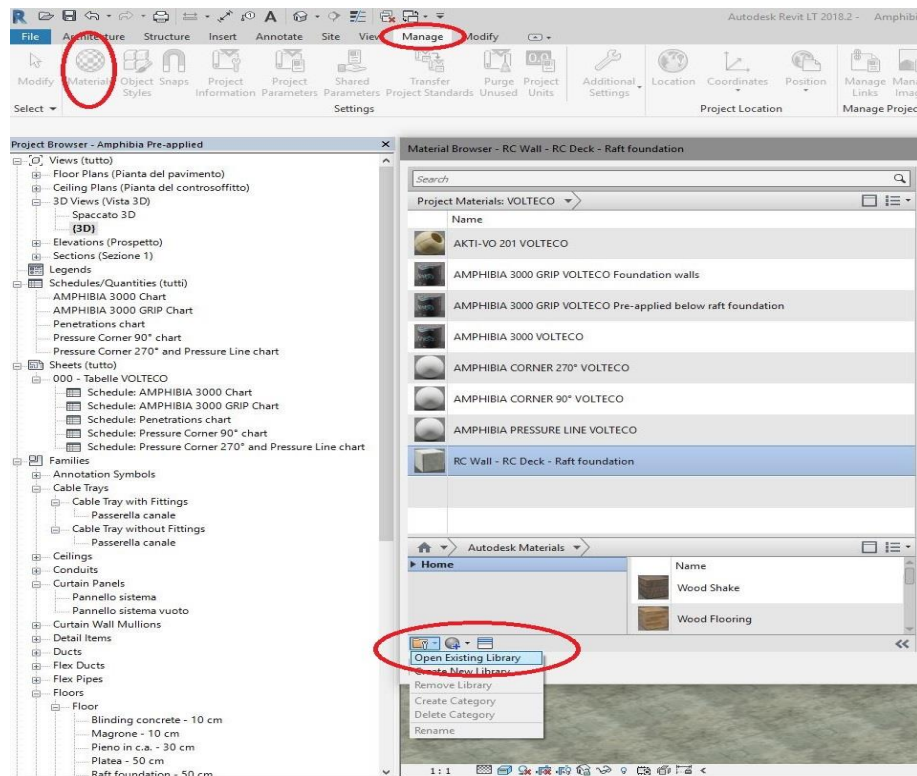 Autodesk Revit LT 2018.2 - Amphibi
File Architecture Structure Insert Annotate Site View Manage Modify
Modify Materials Object Styles Snaps Project Information Project Parameters Shared Parameters Transfer Project Standards Purge Unused Project Units Additional Settings Location Coordinates Position Manage Links
Select Settings Project Location Manage Projec
Project Browser - Amphibia Pre-applied
Views (tutto)
Floor Plans (Pianta del pavimento)
Ceiling Plans (Pianta del controsoffitto)
3D Views (Vista 3D)
Spaccato 3D
{3D}
Elevations (Prospetto)
Sections (Sezione 1)
Legends
Schedules/Quantities (tutti)
AMPHIBIA 3000 Chart
AMPHIBIA 3000 GRIP Chart
Penetrations chart
Pressure Corner 90° chart
Pressure Corner 270° and Pressure Line chart
Sheets (tutto)
000 - Tabelle VOLTECO
Schedule: AMPHIBIA 3000 Chart
Schedule: AMPHIBIA 3000 GRIP Chart
Schedule: Penetrations chart
Schedule: Pressure Corner 90° chart
Schedule: Pressure Corner 270° and Pressure Line chart
Families
Annotation Symbols
Cable Trays
Cable Tray with Fittings
Passerella canale
Cable Tray without Fittings
Passerella canale
Ceilings
Conduits
Curtain Panels
Pannello sistema
Pannello sistema vuoto
Curtain Wall Mullions
Detail Items
Ducts
Flex Ducts
Flex Pipes
Floors
Floor
Blinding concrete - 10 cm
Magrone - 10 cm
Pieno in c.a. - 30 cm
Platea - 50 cm
Raft foundation - 50 cm
Material Browser - RC Wall - RC Deck - Raft foundation
Search
Project Materials: VOLTECO
Name
AKTI-VO 201 VOLTECO
AMPHIBIA 3000 GRIP VOLTECO Foundation walls
AMPHIBIA 3000 GRIP VOLTECO Pre-applied below raft foundation
AMPHIBIA 3000 VOLTECO
AMPHIBIA CORNER 270° VOLTECO
AMPHIBIA CORNER 90° VOLTECO
AMPHIBIA PRESSURE LINE VOLTECO
RC Wall - RC Deck - Raft foundation
Autodesk Materials
Home
Name
Wood Shake
Wood Flooring
Open Existing Library
Create New Library
Remove Library
Create Category
Delete Category
Rename
1 : 1